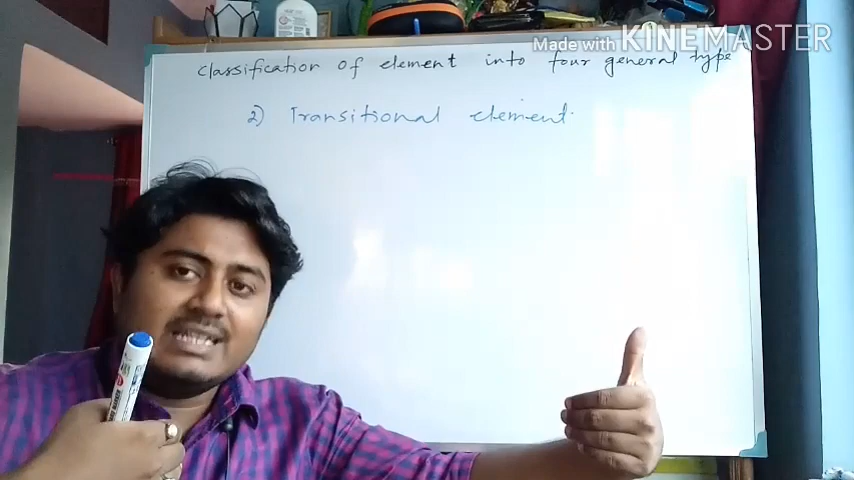 Made with KINEMASTER
classification of element into four general type
2) Transitional element.